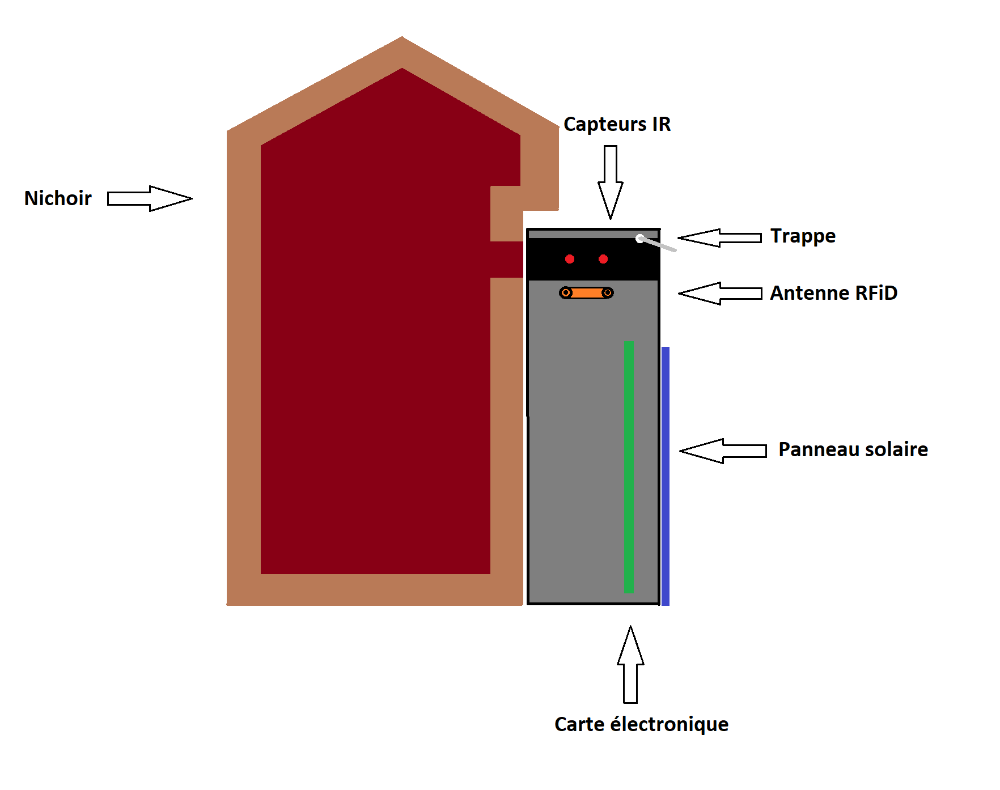 Capteurs IR
Nichoir
Trappe
Antenne RFiD
Panneau solaire
Carte électronique